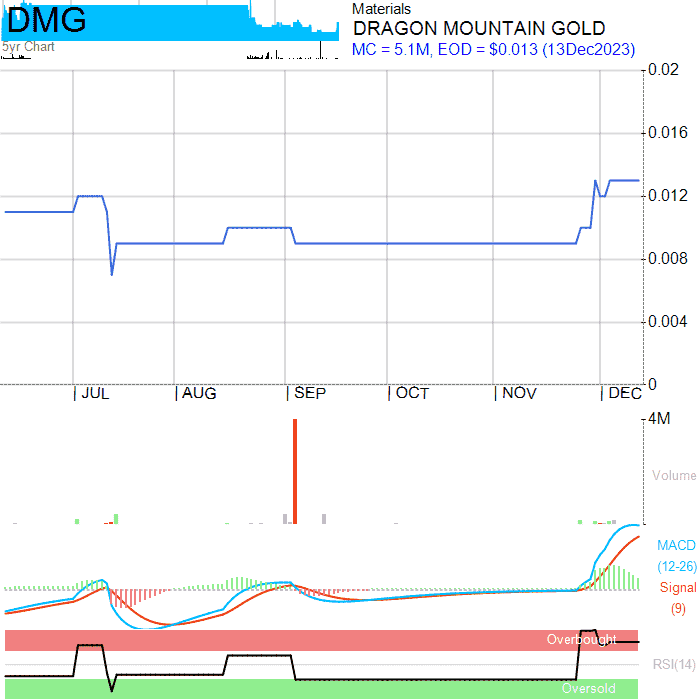 DMG
5yr Chart
Materials
DRAGON MOUNTAIN GOLD
MC = 5.1M, EOD = $0.013 (13Dec2023)
0.02
0.016
0.012
0.008
0.004
0
JUL
AUG
SEP
OCT
NOV
DEC
4M
Volume
MACD
(12-26)
Signal
(9)
Overbought
RSI(14)
Oversold